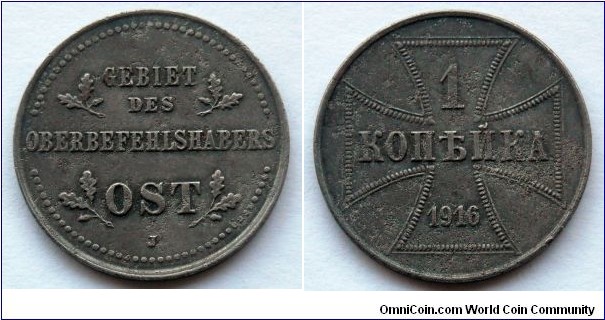 GEBIET
DES
OBERBEFEHLSHABERS
OST
J
1
КОПѢЙКА
1916
OmniCoin.com World Coin Community